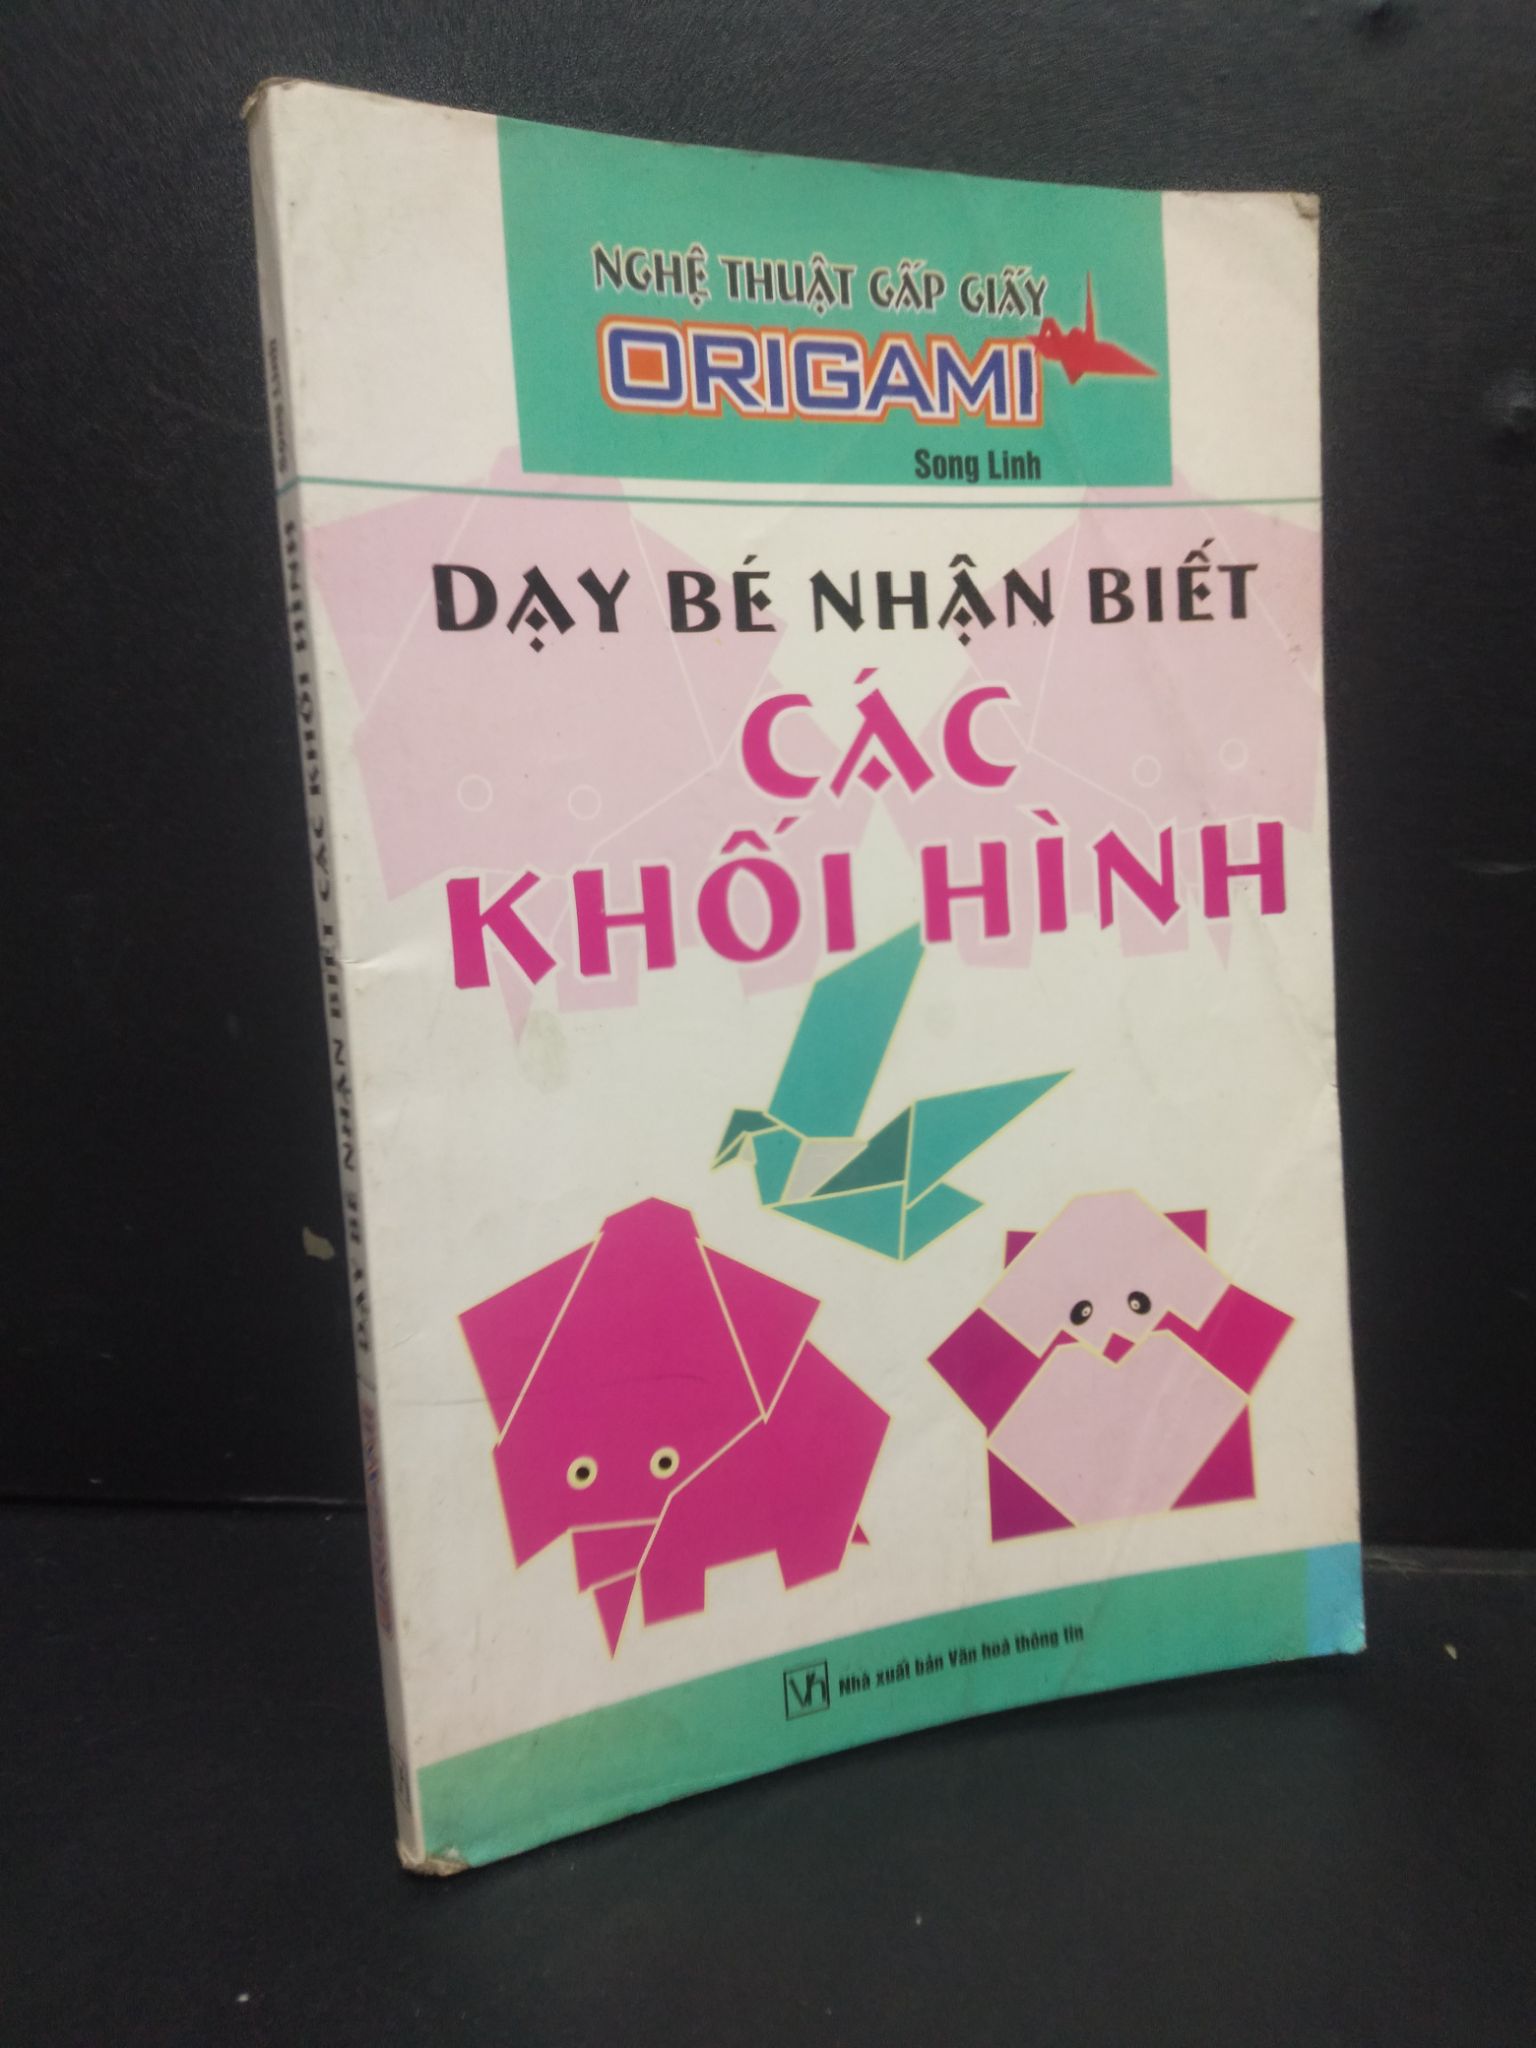 NGHỆ THUẬT GẤP GIẤY
ORIGAMI
Song Linh
DẠY BÉ NHẬN BIẾT
CÁC
KHỐI HÌNH
Vh Nhà xuất bản Văn hoá thông tin
Song Linh
DẠY BÉ NHẬN BIẾT CÁC KHỐI HÌNH